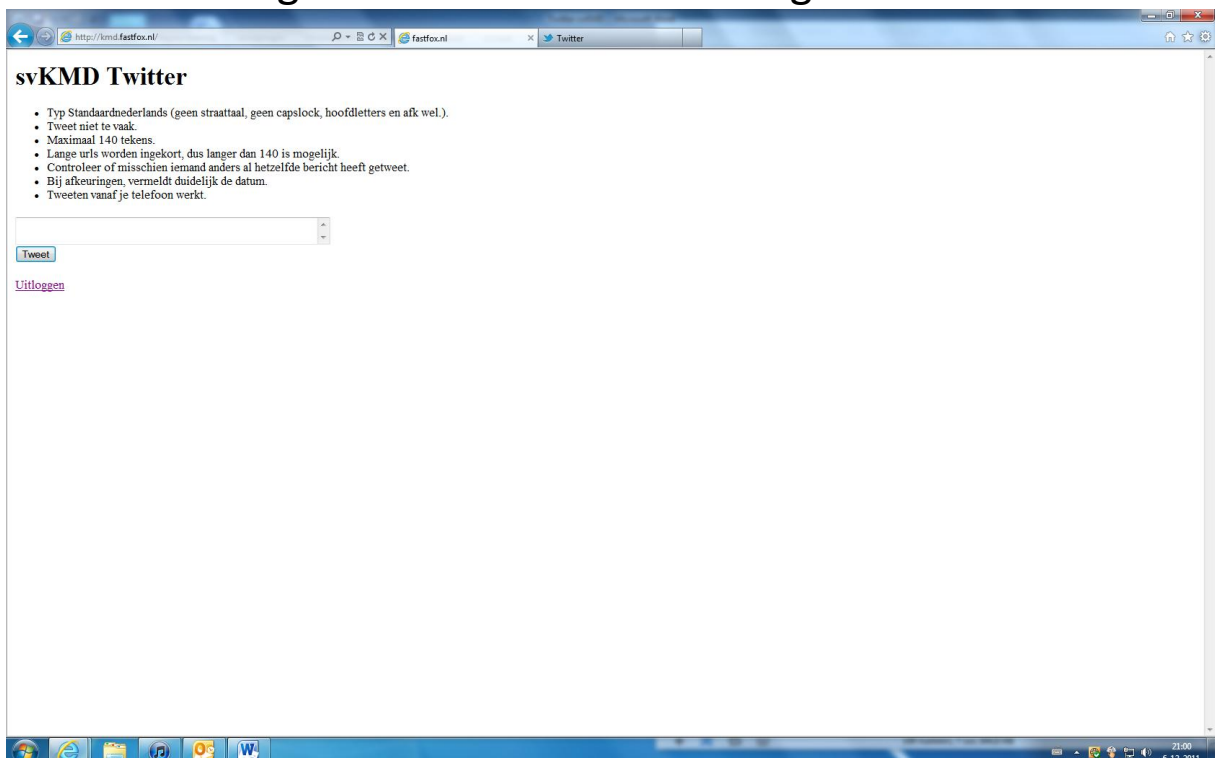 http://kmd.fastfox.nl/
fastfox.nl
Twitter
svKMD Twitter
• Typ Standaardnederlands (geen straattaal, geen capslock, hoofdletters en afk wel.).
• Tweet niet te vaak.
• Maximaal 140 tekens.
• Lange urls worden ingekort, dus langer dan 140 is mogelijk.
• Controleer of misschien iemand anders al hetzelfde bericht heeft getweet.
• Bij afkeuringen, vermeldt duidelijk de datum.
• Tweeten vanaf je telefoon werkt.
Tweet
Uitloggen
21:00
6-12-2011